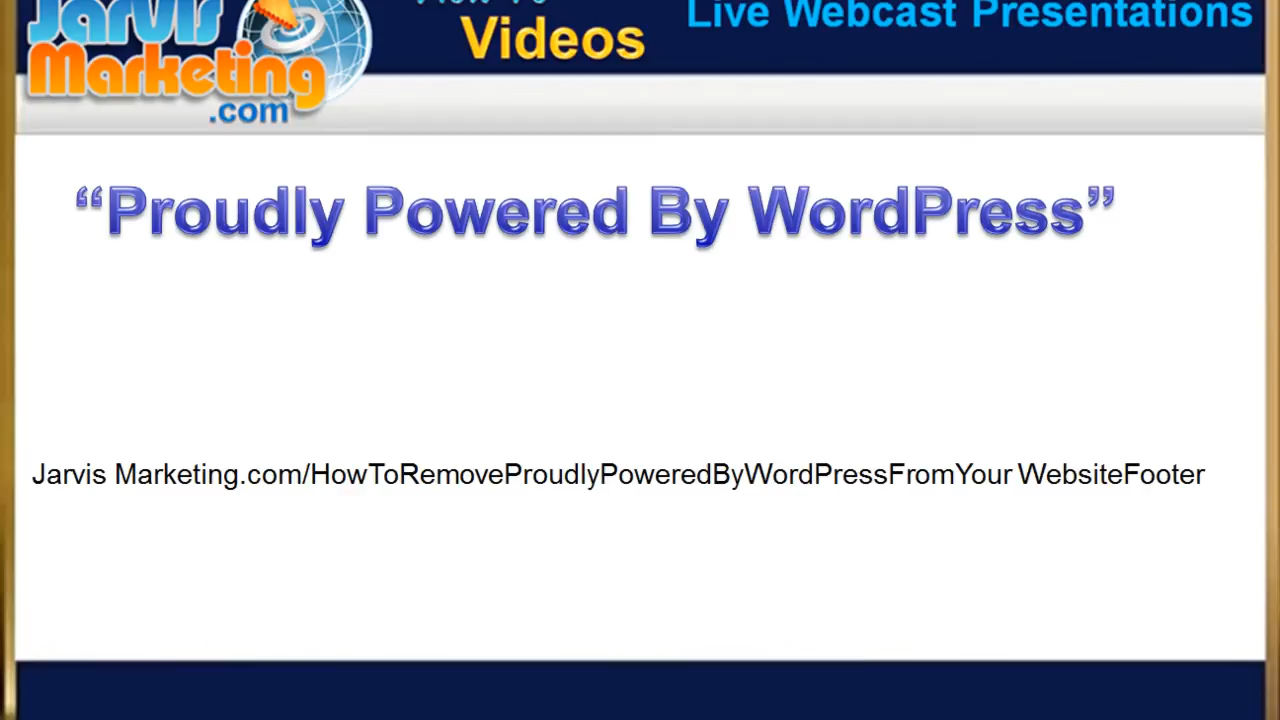 Jarvis
Marketing
.com
Videos
Live Webcast Presentations
“Proudly Powered By WordPress”
Jarvis Marketing.com/HowToRemoveProudlyPoweredByWordPressFromYour WebsiteFooter